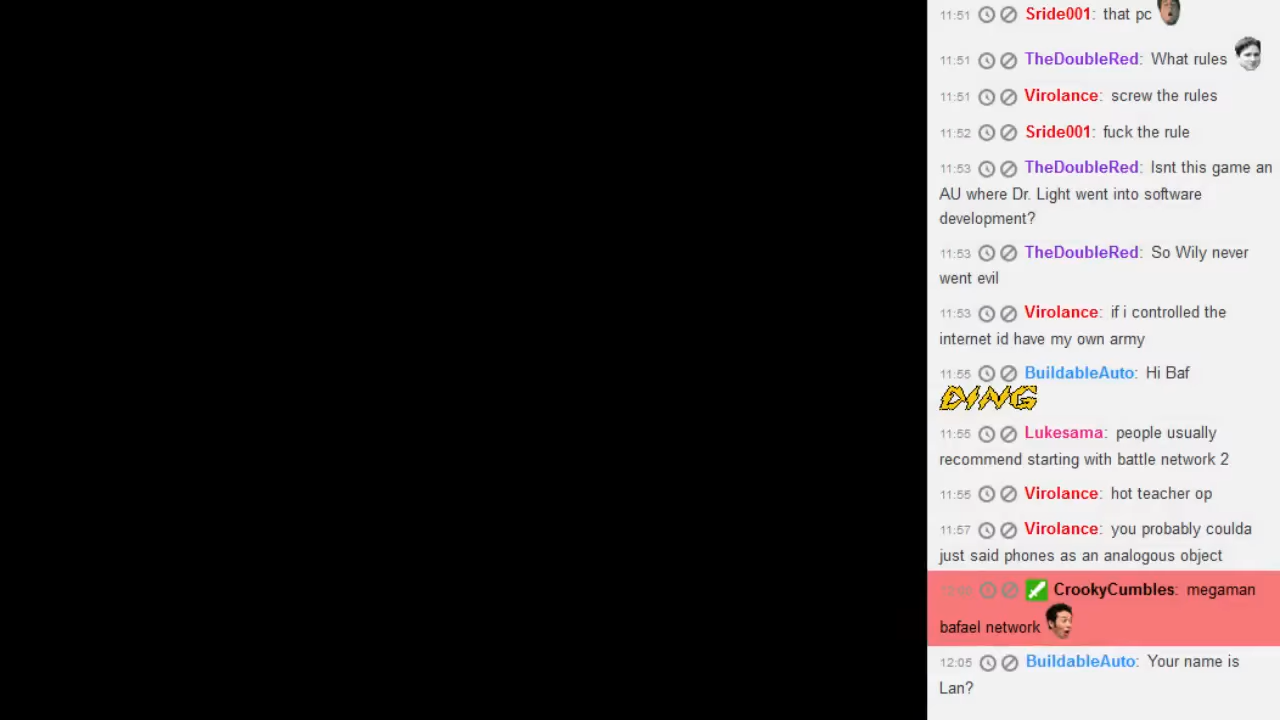 11:51 Sride001: that pc
11:51 TheDoubleRed: What rules
11:51 Virolance: screw the rules
11:52 Sride001: fuck the rule
11:53 TheDoubleRed: Isnt this game an
AU where Dr. Light went into software
development?
11:53 TheDoubleRed: So Wily never
went evil
11:53 Virolance: if i controlled the
internet id have my own army
11:55 BuildableAuto: Hi Baf
DING
11:55 Lukesama: people usually
recommend starting with battle network 2
11:55 Virolance: hot teacher op
11:57 Virolance: you probably coulda
just said phones as an analogous object
CrookyCumbles: megaman
bafael network
12:05 BuildableAuto: Your name is
Lan?